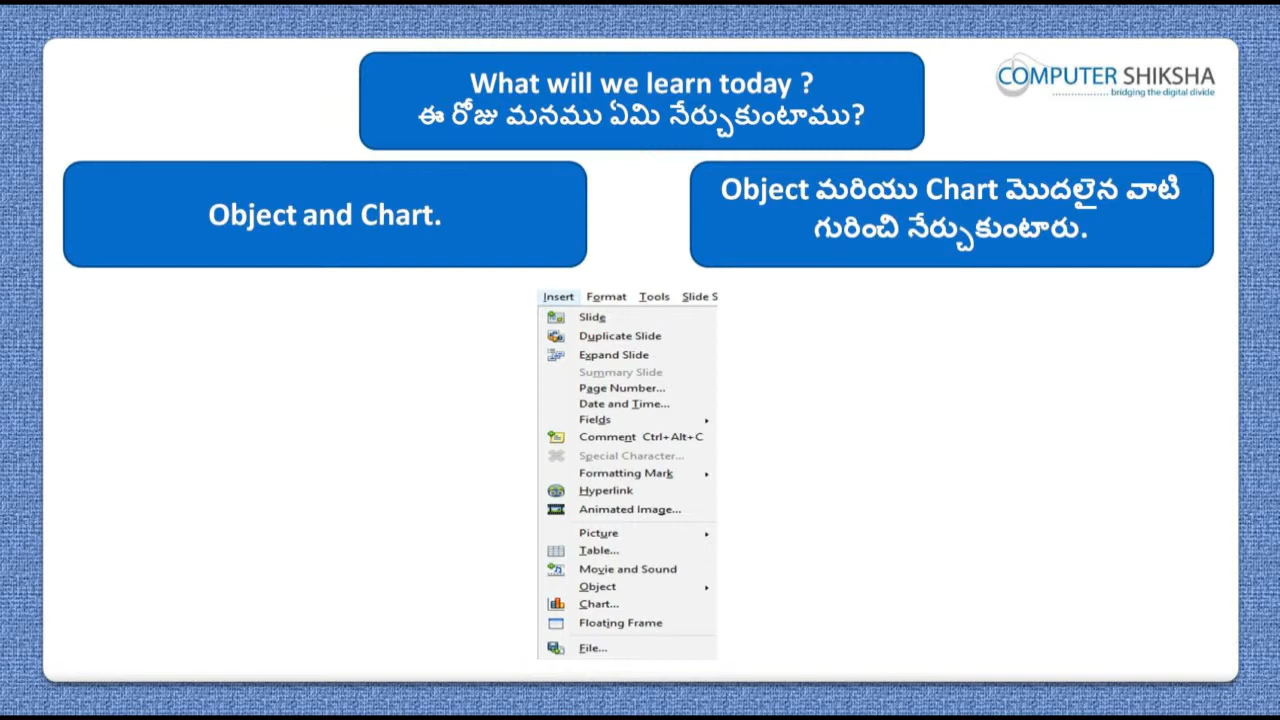 What will we learn today ?
ఈ రోజు మనము ఏమి నేర్చుకుంటాము?
COMPUTER SHIKSHA
bridging the digital divide
Object and Chart.
Object మరియు Chart మొదలైన వాటి
గురించి నేర్చుకుంటారు.
Insert Format Tools Slide S
Slide
Duplicate Slide
Expand Slide
Summary Slide
Page Number...
Date and Time...
Fields
Comment Ctrl+Alt+C
Special Character...
Formatting Mark
Hyperlink
Animated Image...
Picture
Table...
Movie and Sound
Object
Chart...
Floating Frame
File...